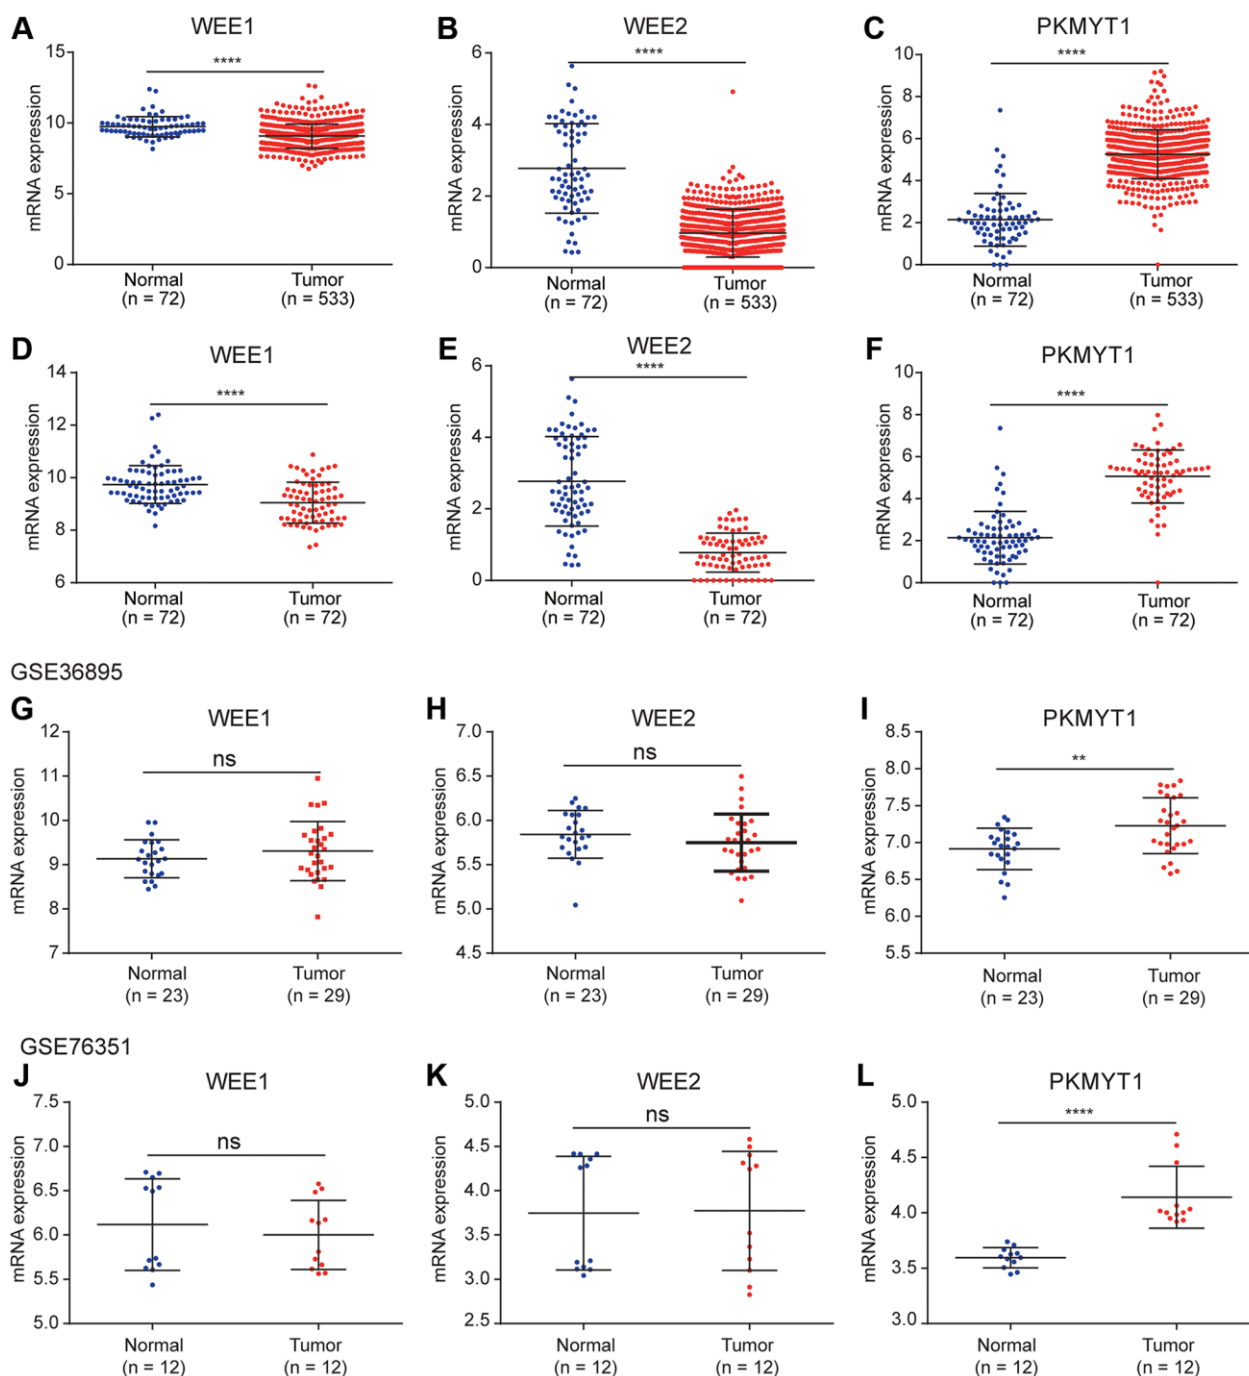 A
WEE1
mRNA expression
15
10
5
0
****
Normal
(n = 72)
Tumor
(n = 533)
B
WEE2
mRNA expression
6
4
2
0
****
Normal
(n = 72)
Tumor
(n = 533)
C
PKMYT1
mRNA expression
10
8
6
4
2
0
****
Normal
(n = 72)
Tumor
(n = 533)
D
WEE1
mRNA expression
14
12
10
8
6
****
Normal
(n = 72)
Tumor
(n = 72)
E
WEE2
mRNA expression
6
4
2
0
****
Normal
(n = 72)
Tumor
(n = 72)
F
PKMYT1
mRNA expression
10
8
6
4
2
0
****
Normal
(n = 72)
Tumor
(n = 72)
GSE36895
G
WEE1
mRNA expression
12
11
10
9
8
7
ns
Normal
(n = 23)
Tumor
(n = 29)
H
WEE2
mRNA expression
7.0
6.5
6.0
5.5
5.0
4.5
ns
Normal
(n = 23)
Tumor
(n = 29)
I
PKMYT1
mRNA expression
8.5
8.0
7.5
7.0
6.5
6.0
5.5
**
Normal
(n = 23)
Tumor
(n = 29)
GSE76351
J
WEE1
mRNA expression
7.5
7.0
6.5
6.0
5.5
5.0
ns
Normal
(n = 12)
Tumor
(n = 12)
K
WEE2
mRNA expression
5.0
4.5
4.0
3.5
3.0
2.5
ns
Normal
(n = 12)
Tumor
(n = 12)
L
PKMYT1
mRNA expression
5.0
4.5
4.0
3.5
3.0
****
Normal
(n = 12)
Tumor
(n = 12)